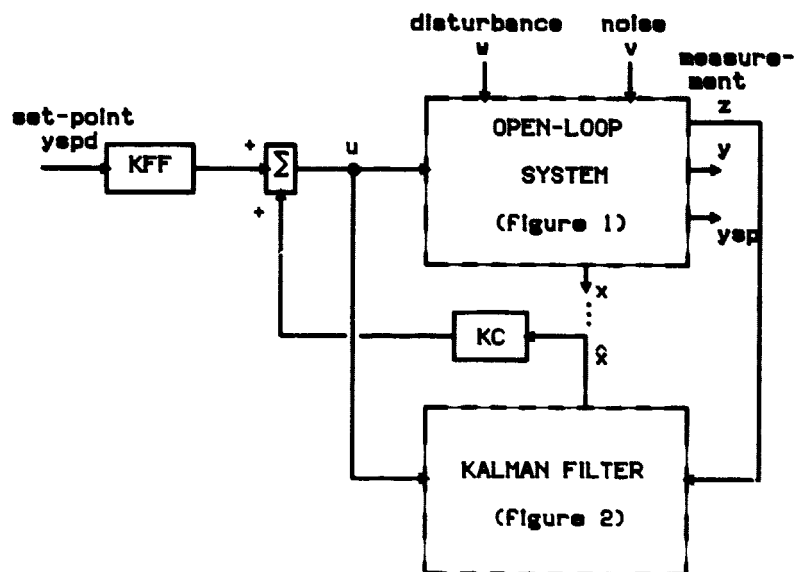 disturbance
w
noise
v
measure-
ment
z
set-point
yspd
KFF
+
Σ
+
u
OPEN-LOOP
SYSTEM
(Figure 1)
y
ysp
x
KC
x̂
KALMAN FILTER
(Figure 2)